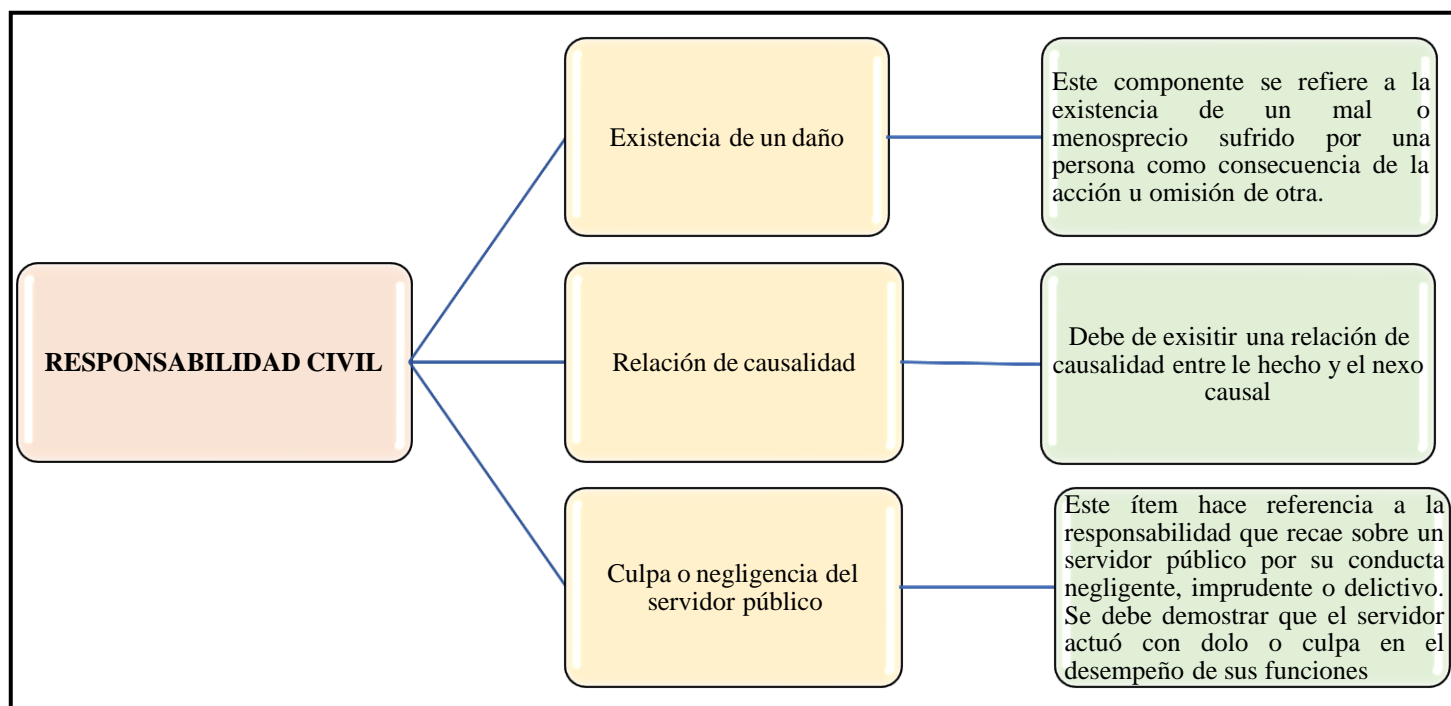 Existencia de un daño
Este componente se refiere a la
existencia de un mal o
menosprecio sufrido por una
persona como consecuencia de la
acción u omisión de otra.
RESPONSABILIDAD CIVIL
Relación de causalidad
Debe de exisitir una relación de
causalidad entre le hecho y el nexo
causal
Culpa o negligencia del
servidor público
Este ítem hace referencia a la
responsabilidad que recae sobre un
servidor público por su conducta
negligente, imprudente o delictivo.
Se debe demostrar que el servidor
actuó con dolo o culpa en el
desempeño de sus funciones